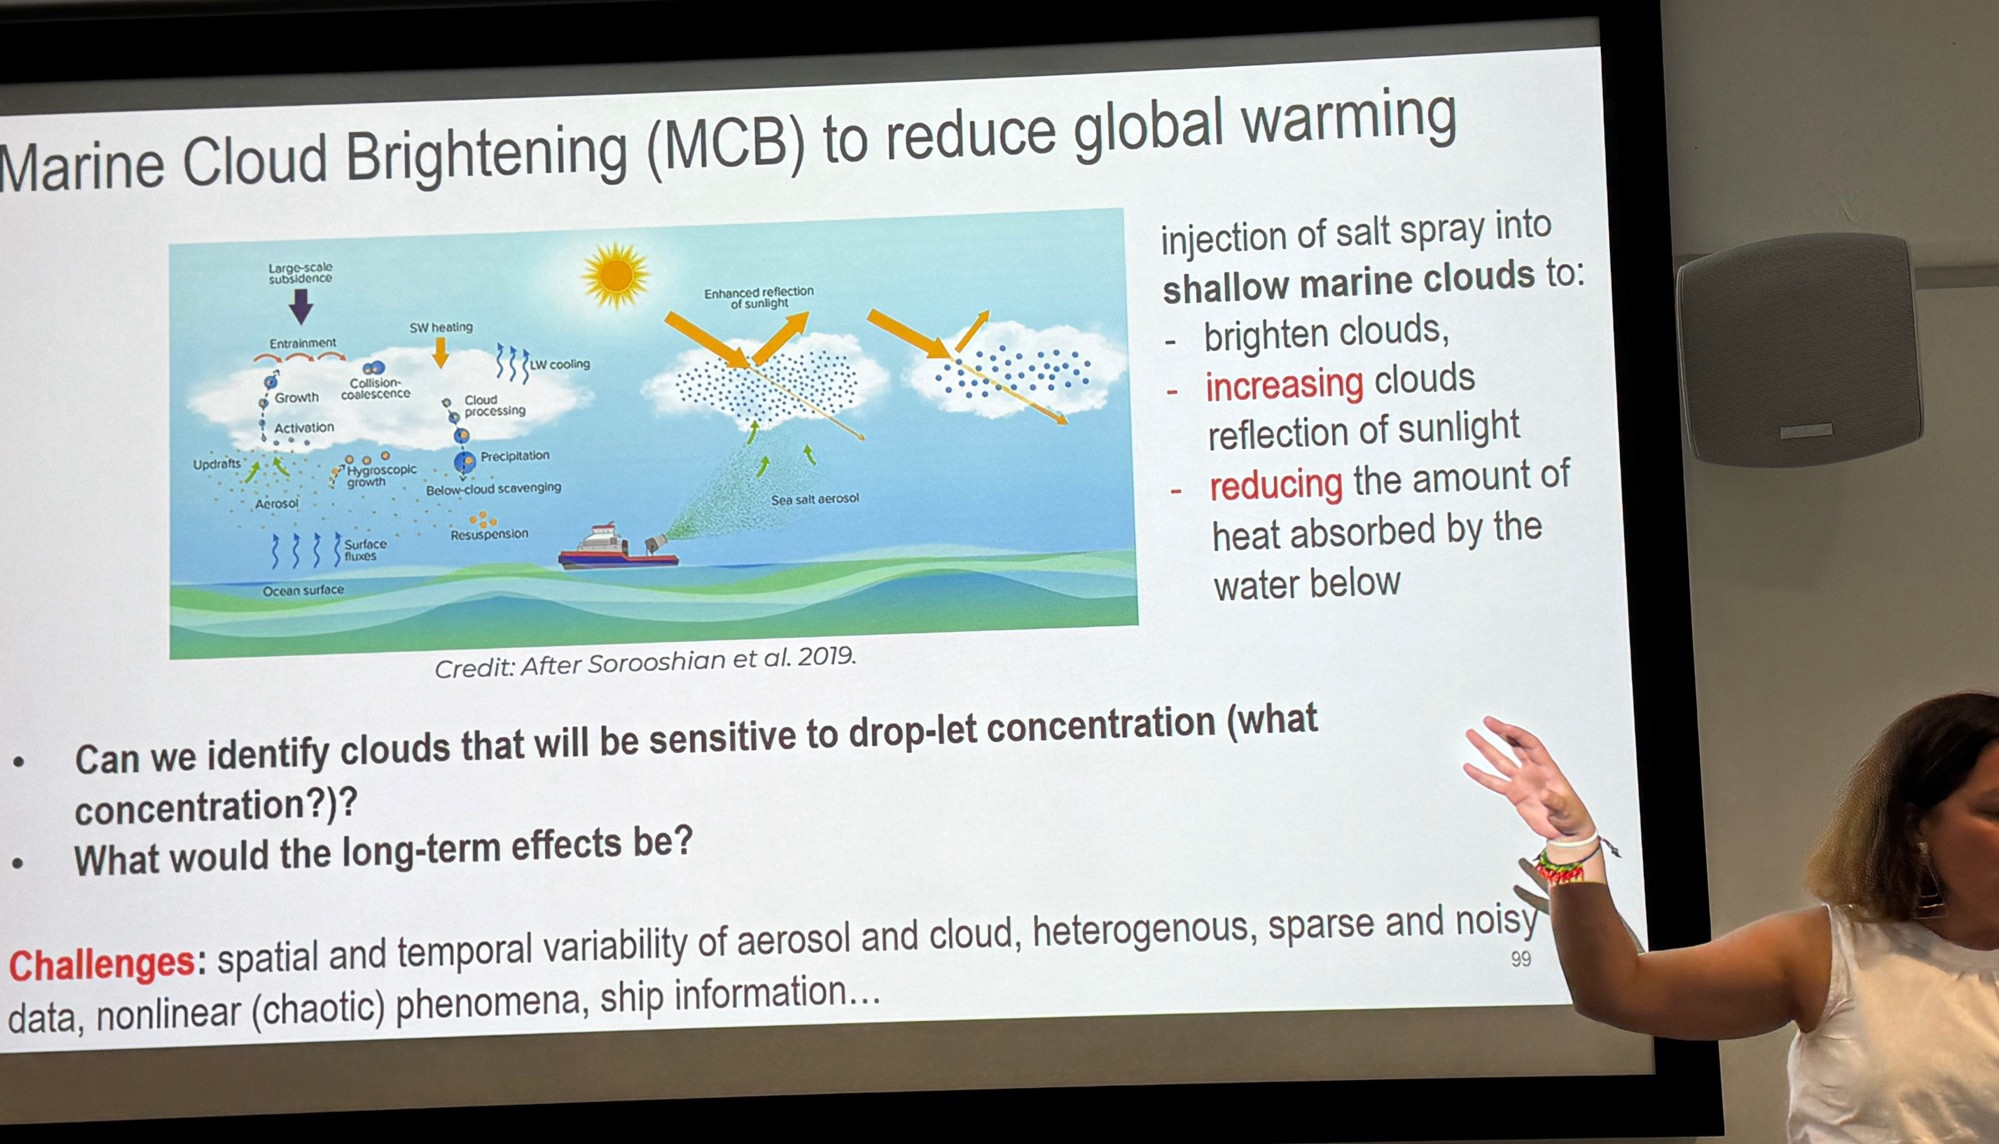 Marine Cloud Brightening (MCB) to reduce global warming
Large-scale
subsidence
Entrainment
SW heating
LW cooling
Growth
Collision-
coalescence
Cloud
processing
Activation
Updrafts
Hygroscopic
growth
Precipitation
Below-cloud scavenging
Aerosol
Resuspension
Surface
fluxes
Ocean surface
Enhanced reflection
of sunlight
Sea salt aerosol
Credit: After Sorooshian et al. 2019.
injection of salt spray into
shallow marine clouds to:
- brighten clouds,
- increasing clouds
reflection of sunlight
- reducing the amount of
heat absorbed by the
water below
• Can we identify clouds that will be sensitive to drop-let concentration (what
concentration?)?
• What would the long-term effects be?
Challenges: spatial and temporal variability of aerosol and cloud, heterogenous, sparse and noisy
data, nonlinear (chaotic) phenomena, ship information...
99